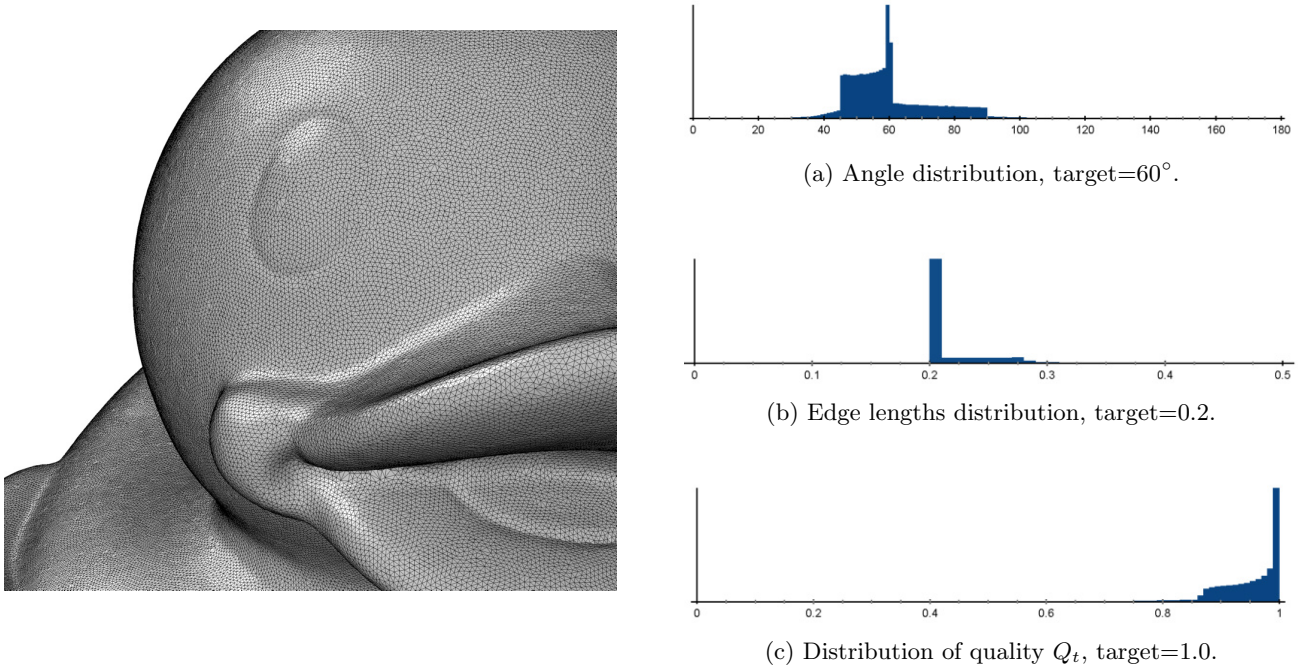 0 20 40 60 80 100 120 140 160 180
(a) Angle distribution, target=60°.
0 0.1 0.2 0.3 0.4 0.5
(b) Edge lengths distribution, target=0.2.
0 0.2 0.4 0.6 0.8 1
(c) Distribution of quality Qt, target=1.0.